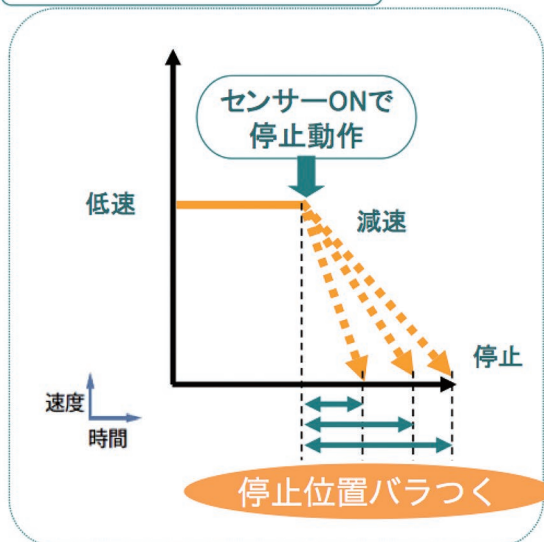 センサーONで
停止動作
低速
減速
停止
速度
時間
停止位置バラつく